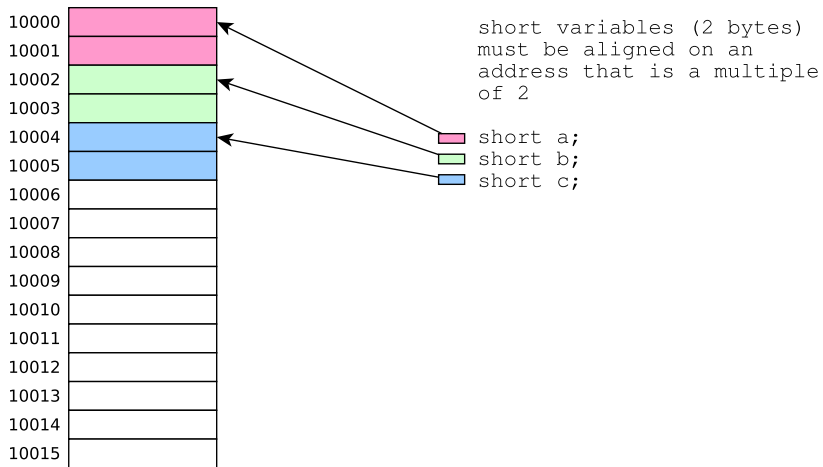 10000
10001
10002
10003
10004
10005
10006
10007
10008
10009
10010
10011
10012
10013
10014
10015
short variables (2 bytes)
must be aligned on an
address that is a multiple
of 2
short a;
short b;
short c;